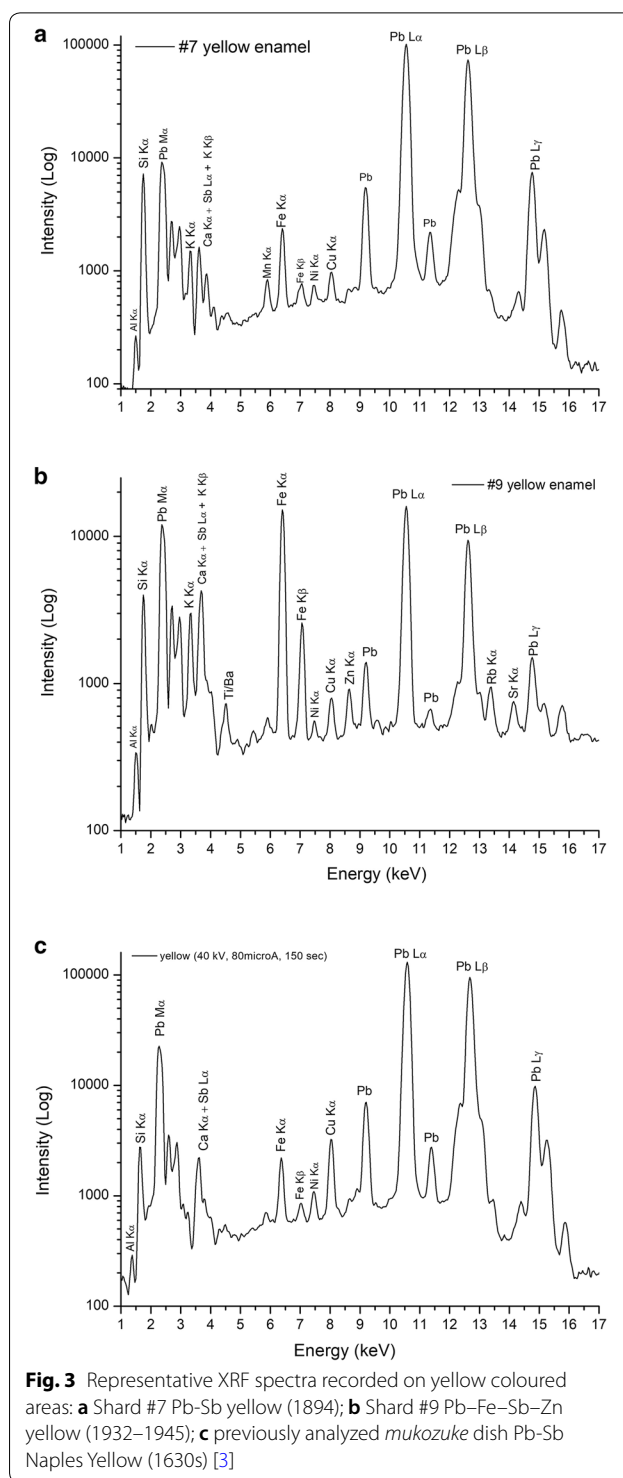 a
#7 yellow enamel
Intensity (Log)
100000
10000
1000
100
Al Kα
Si Kα
Pb Mα
K Kα
Ca Kα + Sb Lα + K Kβ
Mn Kα
Fe Kα
Fe Kβ
Ni Kα
Cu Kα
Pb
Pb Lα
Pb
Pb Lβ
Pb Lγ
1 2 3 4 5 6 7 8 9 10 11 12 13 14 15 16 17
b
#9 yellow enamel
Intensity (Log)
10000
1000
100
Al Kα
Si Kα
Pb Mα
K Kα
Ca Kα + Sb Lα + K Kβ
Ti/Ba
Fe Kα
Fe Kβ
Ni Kα
Cu Kα
Zn Kα
Pb
Pb Lα
Pb
Pb Lβ
Rb Kα
Sr Kα
Pb Lγ
1 2 3 4 5 6 7 8 9 10 11 12 13 14 15 16 17
Energy (keV)
c
yellow (40 kV, 80microA, 150 sec)
Intensity (Log)
100000
10000
1000
100
Al Kα
Si Kα
Pb Mα
Ca Kα + Sb Lα
Fe Kα
Fe Kβ
Ni Kα
Cu Kα
Pb
Pb Lα
Pb
Pb Lβ
Pb Lγ
1 2 3 4 5 6 7 8 9 10 11 12 13 14 15 16 17
Energy (keV)
Fig. 3 Representative XRF spectra recorded on yellow coloured
areas: a Shard #7 Pb-Sb yellow (1894); b Shard #9 Pb–Fe–Sb–Zn
yellow (1932–1945); c previously analyzed mukozuke dish Pb-Sb
Naples Yellow (1630s) [3]